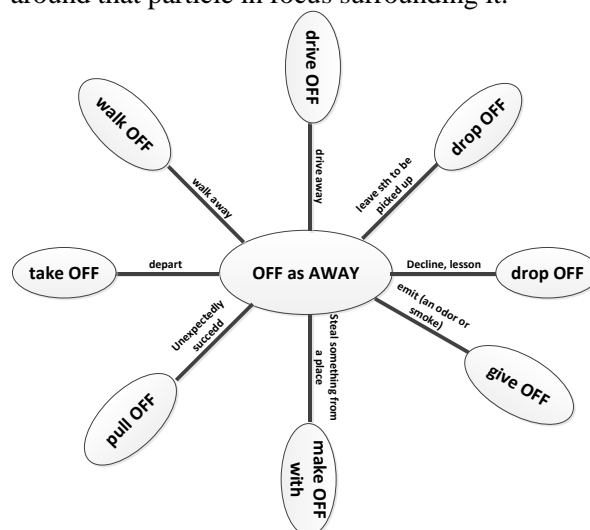 around that particle in focus surrounding it.
drive OFF
walk OFF
drop OFF
drive away
walk away
leave sth to be
picked up
take OFF
depart
OFF as AWAY
Decline, lesson
drop OFF
Unexpectedly
succedd
Steal something from
a place
emit (an odor or
smoke)
pull OFF
make OFF
with
give OFF